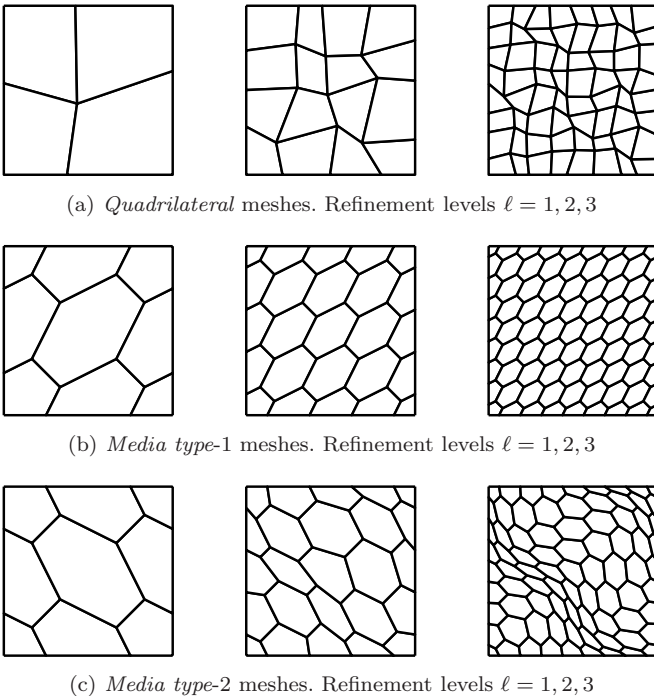 (a) Quadrilateral meshes. Refinement levels ℓ = 1, 2, 3
(b) Media type-1 meshes. Refinement levels ℓ = 1, 2, 3
(c) Media type-2 meshes. Refinement levels ℓ = 1, 2, 3